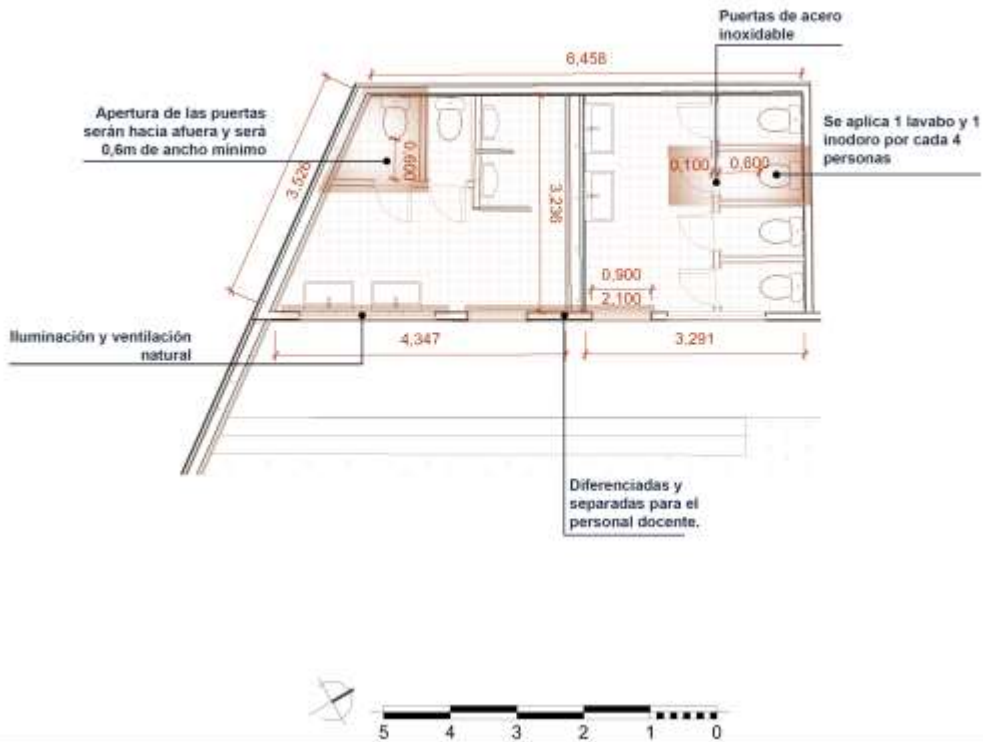 Puertas de acero
inoxidable
6,458
Apertura de las puertas
serán hacia afuera y será
0,6m de ancho mínimo
Se aplica 1 lavabo y 1
inodoro por cada 4
personas
3,526
0,600
3,236
0,100
0,600
0,900
2,100
Iluminación y ventilación
natural
4,347
3,291
Diferenciadas y
separadas para el
personal docente.
5 4 3 2 1 0